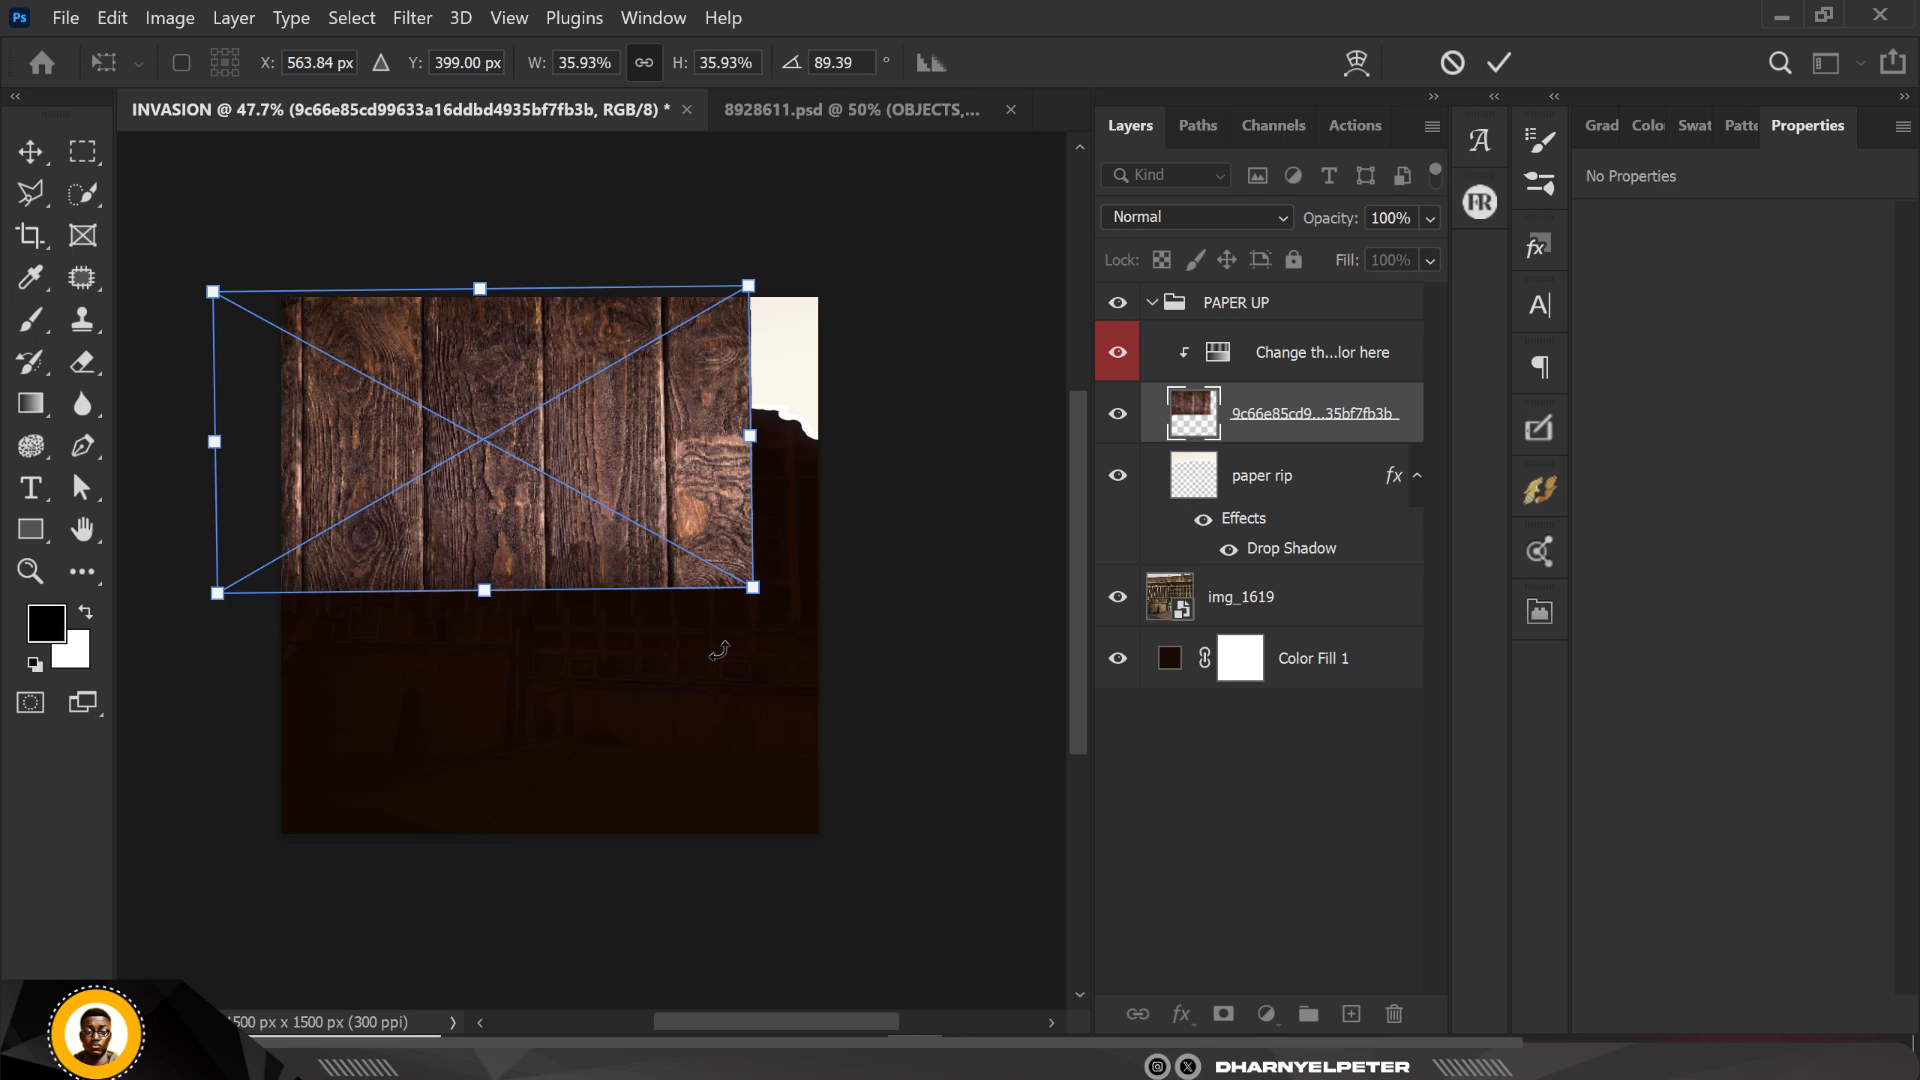 Ps File Edit Image Layer Type Select Filter 3D View Plugins Window Help
X: 563.84 px Y: 399.00 px W: 35.93% H: 35.93% 89.39 °
INVASION @ 47.7% (9c66e85cd99633a16ddbd4935bf7fb3b, RGB/8) * × 8928611.psd @ 50% (OBJECTS,... ×
Layers Paths Channels Actions
Grad Colo Swat Patte Properties
Kind
No Properties
Normal Opacity: 100%
Lock: Fill: 100%
PAPER UP
Change th...lor here
9c66e85cd9...35bf7fb3b
paper rip fx
Effects
Drop Shadow
img_1619
Color Fill 1
1500 px x 1500 px (300 ppi)
DHARNYELPETER